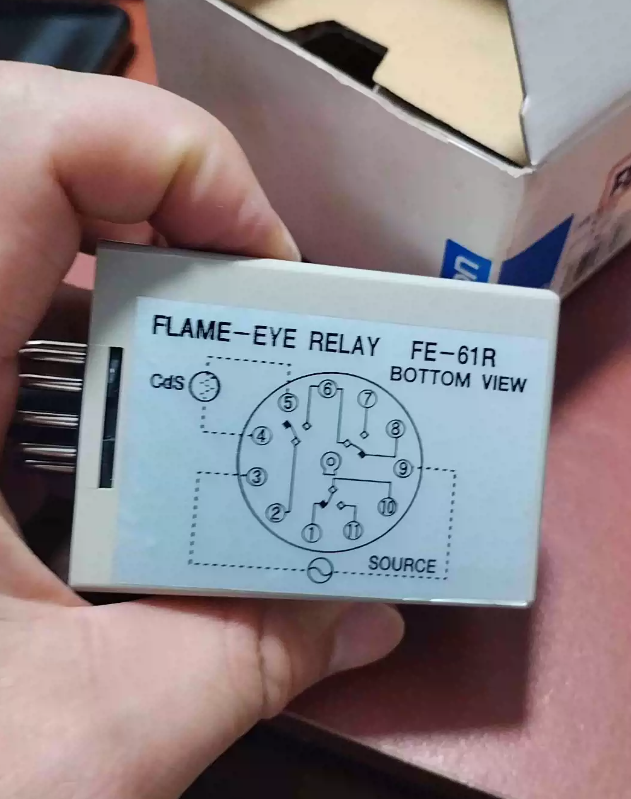 FLAME-EYE RELAY FE-61R
BOTTOM VIEW
CdS
⑤ ⑥ ⑦
④ ⑧
③ ⑨
② ⑩
① ⑪
SOURCE